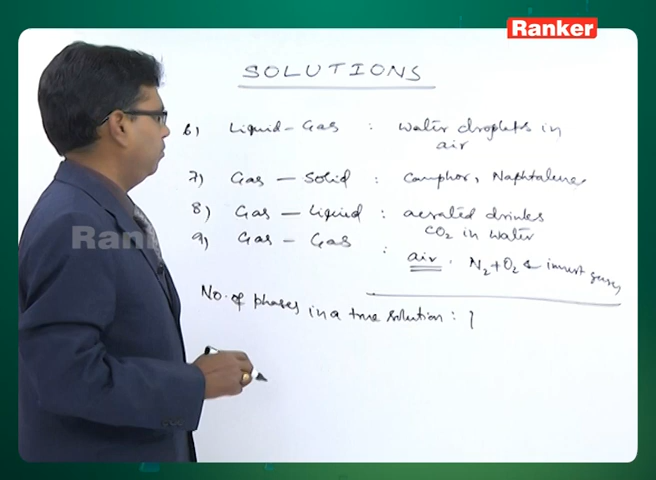 Ranker
SOLUTIONS
6) Liquid-Gas : Water droplets in
air
7) Gas - Solid : Camphor, Naphtalene
8) Gas - Liquid : aerated drinks
CO2 in water
9) Gas - Gas : air. N2+O2 & inert gases
No. of phases in a true solution : 1
Rank